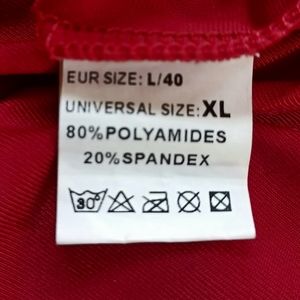 EUR SIZE: L/40
UNIVERSAL SIZE: XL
80%POLYAMIDES
20%SPANDEX
30°